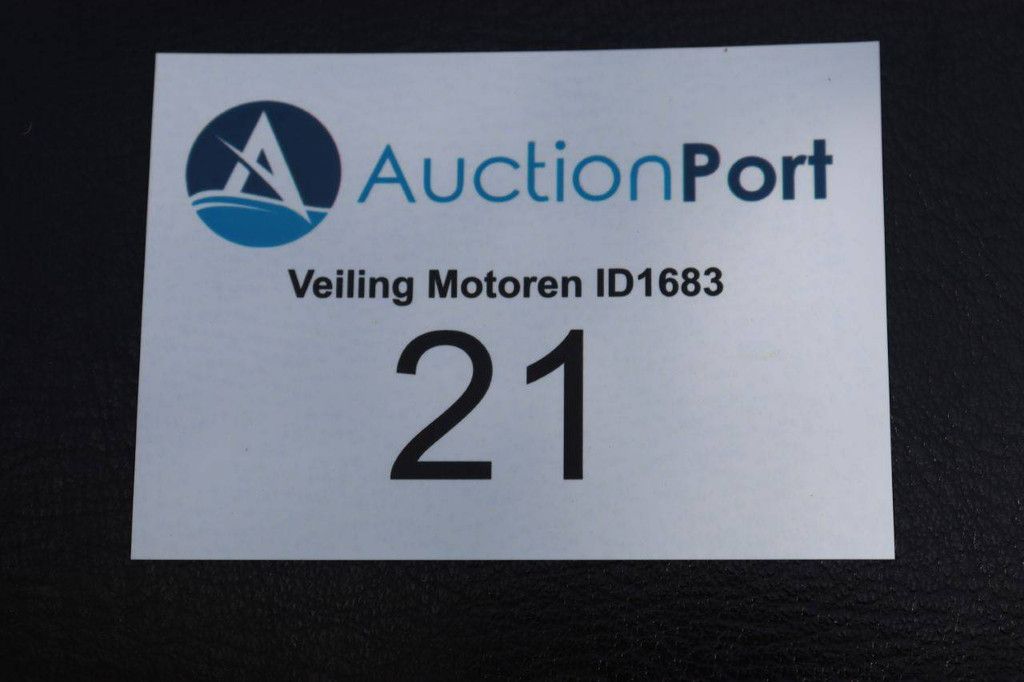 AuctionPort
Veiling Motoren ID1683
21